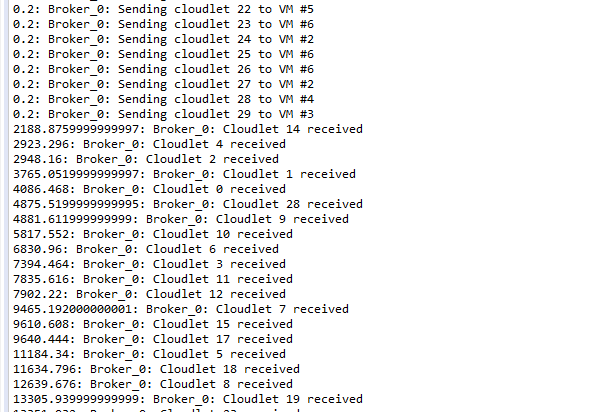 0.2: Broker_0: Sending cloudlet 22 to VM #5
0.2: Broker_0: Sending cloudlet 23 to VM #6
0.2: Broker_0: Sending cloudlet 24 to VM #2
0.2: Broker_0: Sending cloudlet 25 to VM #6
0.2: Broker_0: Sending cloudlet 26 to VM #6
0.2: Broker_0: Sending cloudlet 27 to VM #2
0.2: Broker_0: Sending cloudlet 28 to VM #4
0.2: Broker_0: Sending cloudlet 29 to VM #3
2188.8759999999997: Broker_0: Cloudlet 14 received
2923.296: Broker_0: Cloudlet 4 received
2948.16: Broker_0: Cloudlet 2 received
3765.0519999999997: Broker_0: Cloudlet 1 received
4086.468: Broker_0: Cloudlet 0 received
4875.5199999999995: Broker_0: Cloudlet 28 received
4881.611999999999: Broker_0: Cloudlet 9 received
5817.552: Broker_0: Cloudlet 10 received
6830.96: Broker_0: Cloudlet 6 received
7394.464: Broker_0: Cloudlet 3 received
7835.616: Broker_0: Cloudlet 11 received
7902.22: Broker_0: Cloudlet 12 received
9465.192000000001: Broker_0: Cloudlet 7 received
9610.608: Broker_0: Cloudlet 15 received
9640.444: Broker_0: Cloudlet 17 received
11184.34: Broker_0: Cloudlet 5 received
11634.796: Broker_0: Cloudlet 18 received
12639.676: Broker_0: Cloudlet 8 received
13305.939999999999: Broker_0: Cloudlet 19 received